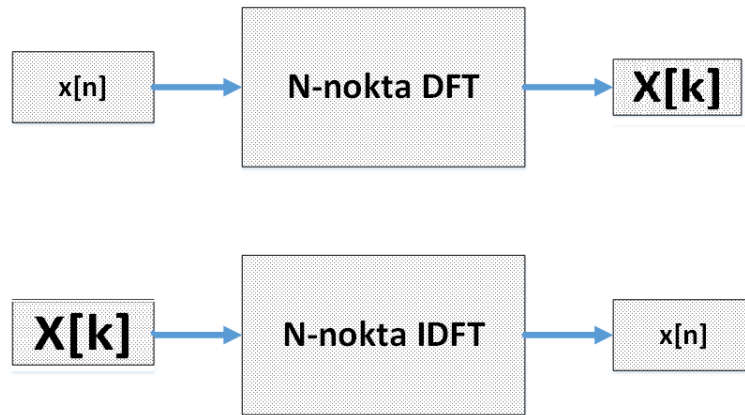 x[n]
N-nokta DFT
X[k]
X[k]
N-nokta IDFT
x[n]